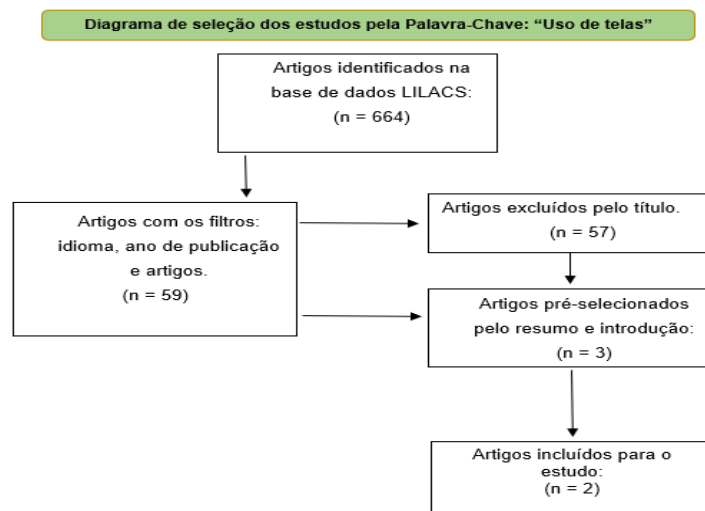 Diagrama de seleção dos estudos pela Palavra-Chave: “Uso de telas”
Artigos identificados na
base de dados LILACS:
(n = 664)
Artigos com os filtros:
idioma, ano de publicação
e artigos.
(n = 59)
Artigos excluídos pelo título.
(n = 57)
Artigos pré-selecionados
pelo resumo e introdução:
(n = 3)
Artigos incluídos para o
estudo:
(n = 2)